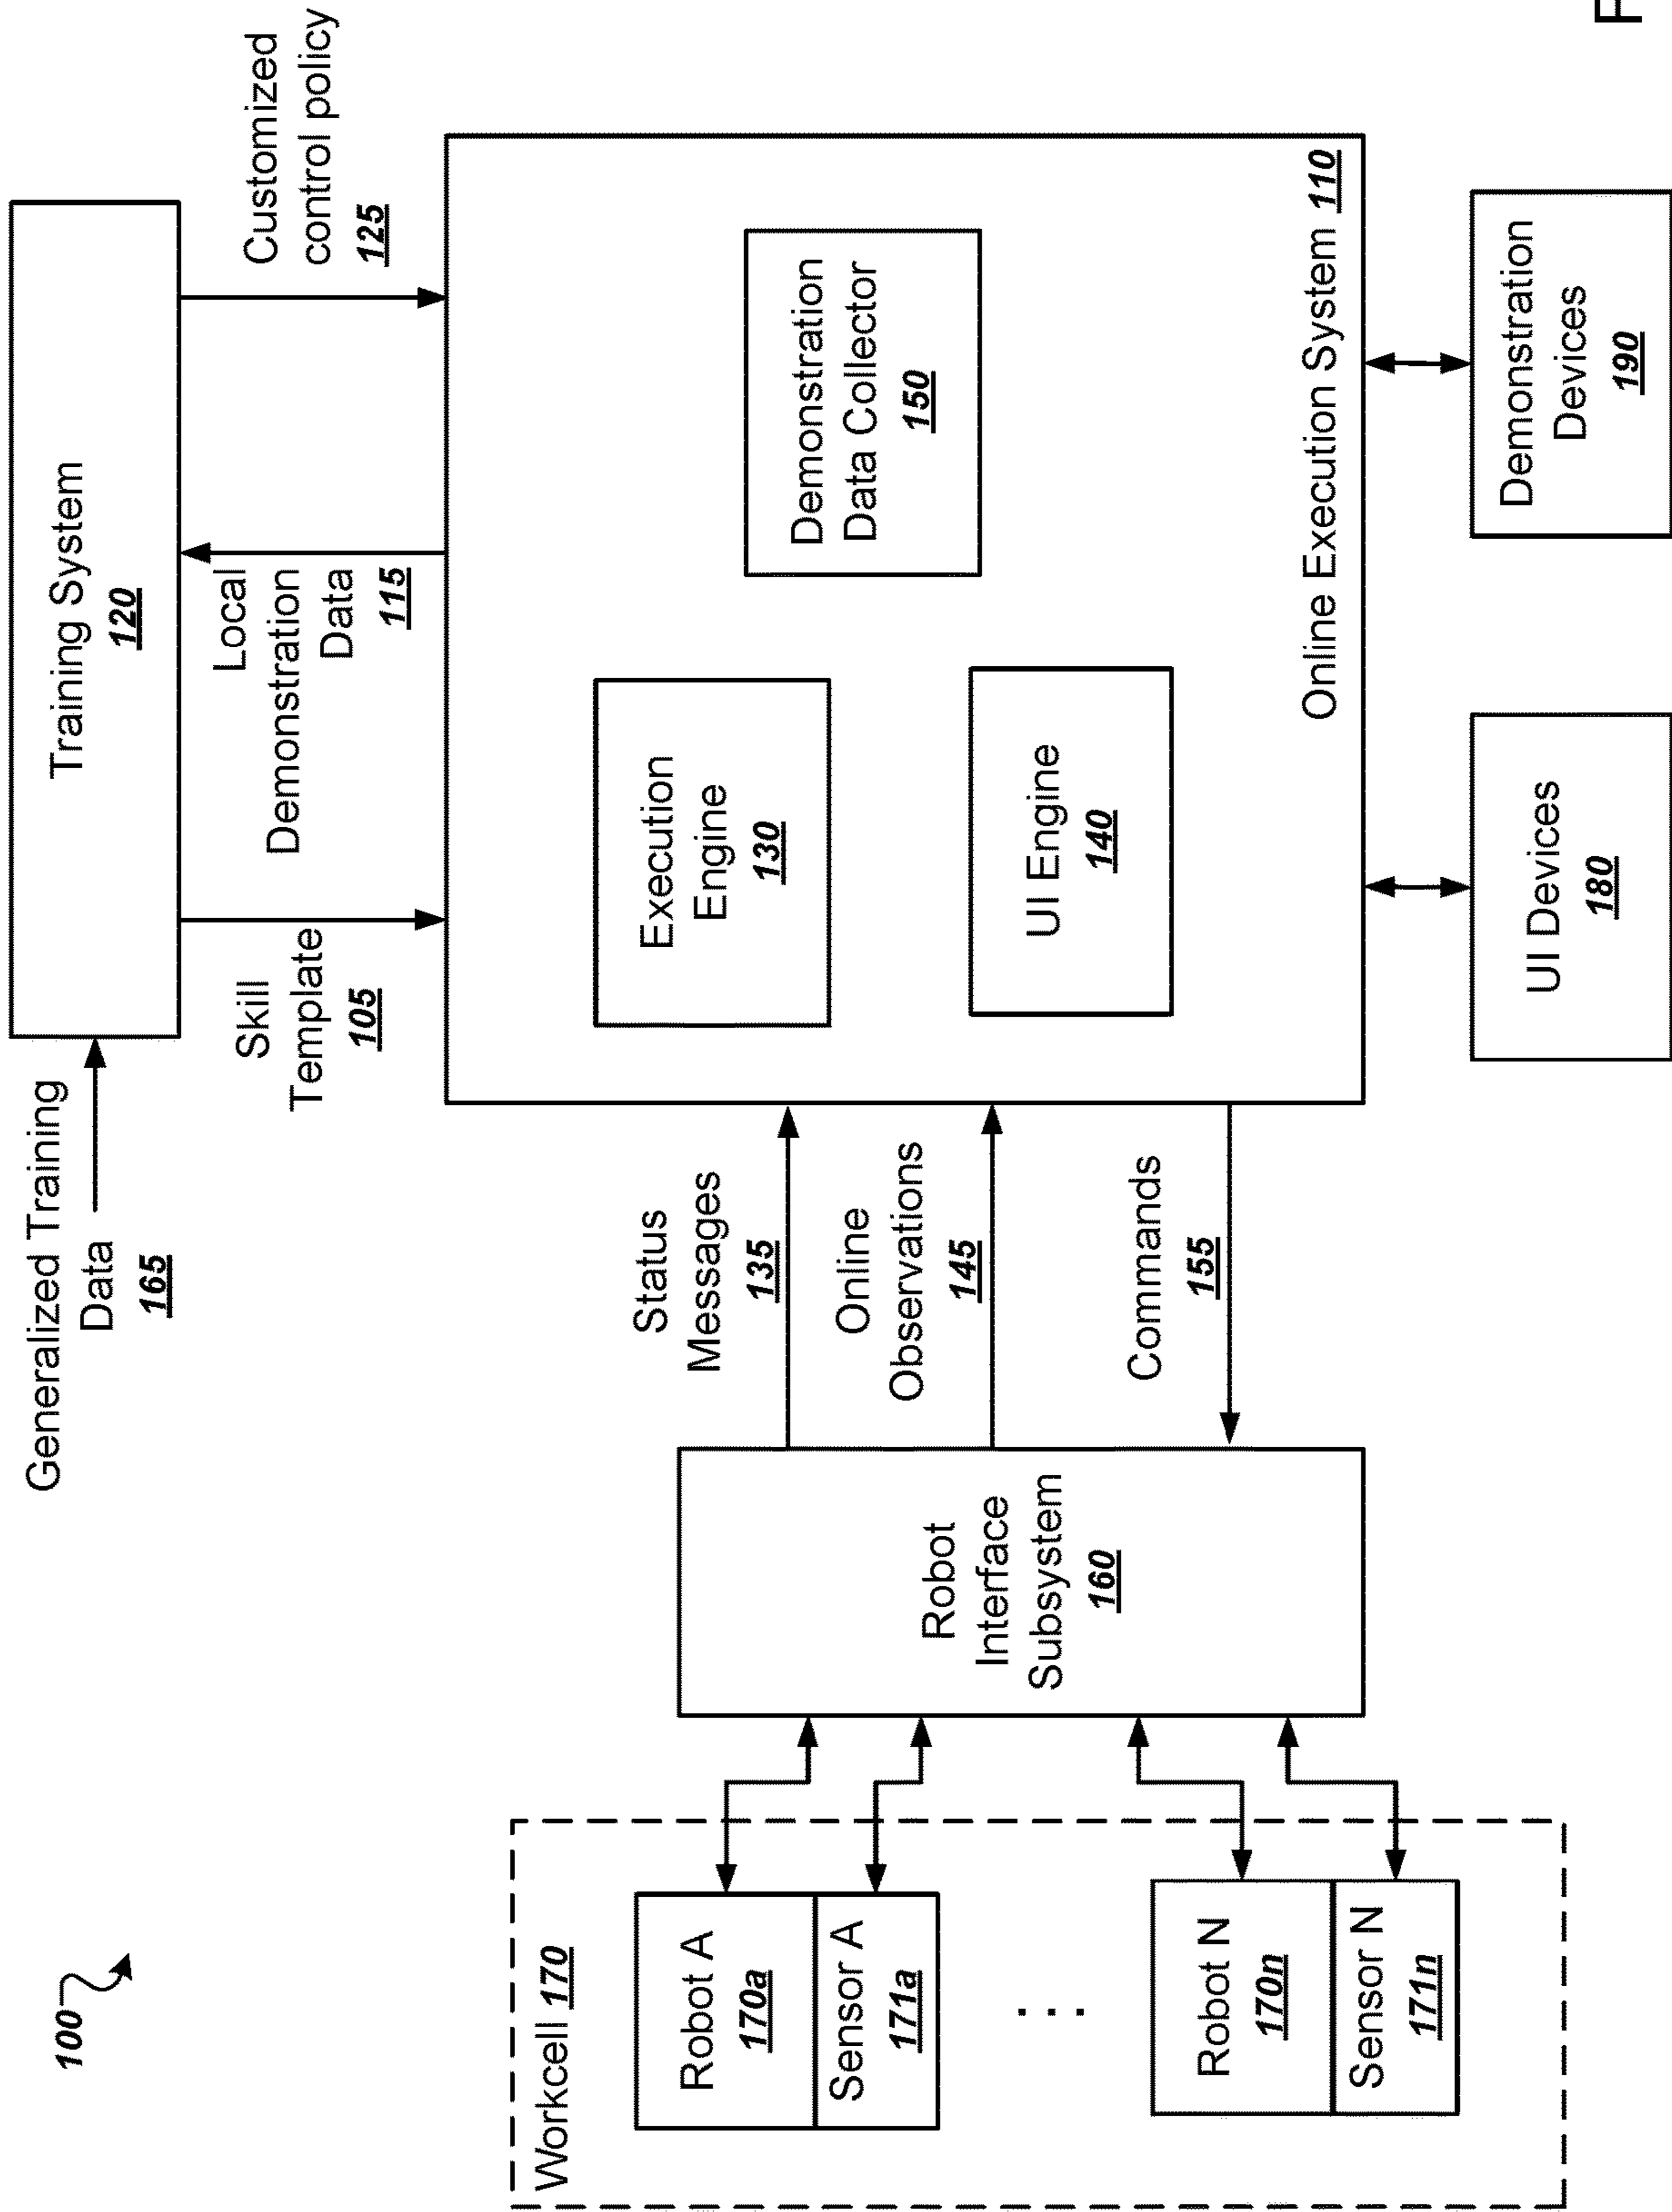 100
Generalized Training
Data
165
Training System
120
Skill
Template
105
Local
Demonstration
Data
115
Customized
control policy
125
Workcell 170
Robot A
170a
Sensor A
171a
. . .
Robot N
170n
Sensor N
171n
Robot
Interface
Subsystem
160
Status
Messages
135
Online
Observations
145
Commands
155
Execution
Engine
130
UI Engine
140
Demonstration
Data Collector
150
Online Execution System 110
UI Devices
180
Demonstration
Devices
190